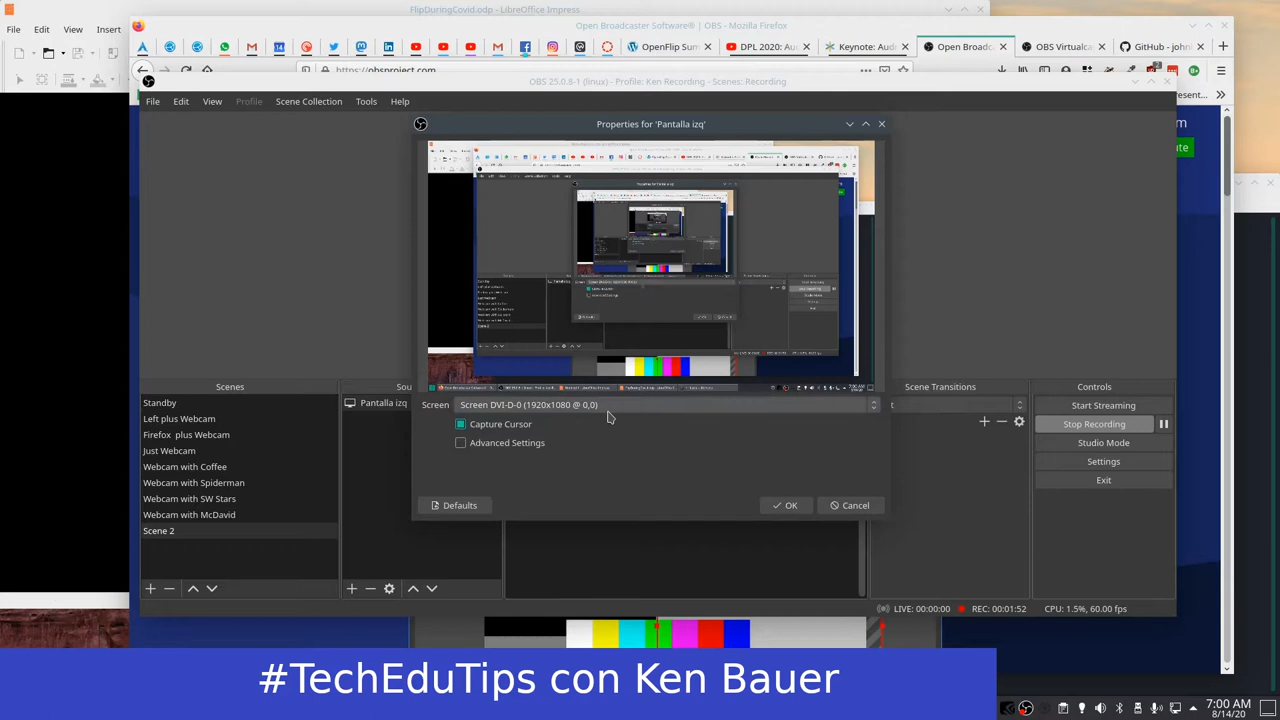 FlipDuringCovid.odp - LibreOffice Impress
File Edit View Insert
Open Broadcaster Software® | OBS - Mozilla Firefox
OpenFlip Sum
DPL 2020: Au
Keynote: Aud
Open Broadca
OBS Virtualca
GitHub - johni
https://obsproject.com
OBS 25.0.8-1 (linux) - Profile: Ken Recording - Scenes: Recording
File Edit View Profile Scene Collection Tools Help
Properties for 'Pantalla izq'
Screen Screen DVI-D-0 (1920x1080 @ 0,0)
Capture Cursor
Advanced Settings
Defaults OK Cancel
Scenes
Standby
Left plus Webcam
Firefox plus Webcam
Just Webcam
Webcam with Coffee
Webcam with Spiderman
Webcam with SW Stars
Webcam with McDavid
Scene 2
Sou
Pantalla izq
Scene Transitions
Controls
Start Streaming
Stop Recording
Studio Mode
Settings
Exit
LIVE: 00:00:00 REC: 00:01:52 CPU: 1.5%, 60.00 fps
#TechEduTips con Ken Bauer
7:00 AM
8/14/20